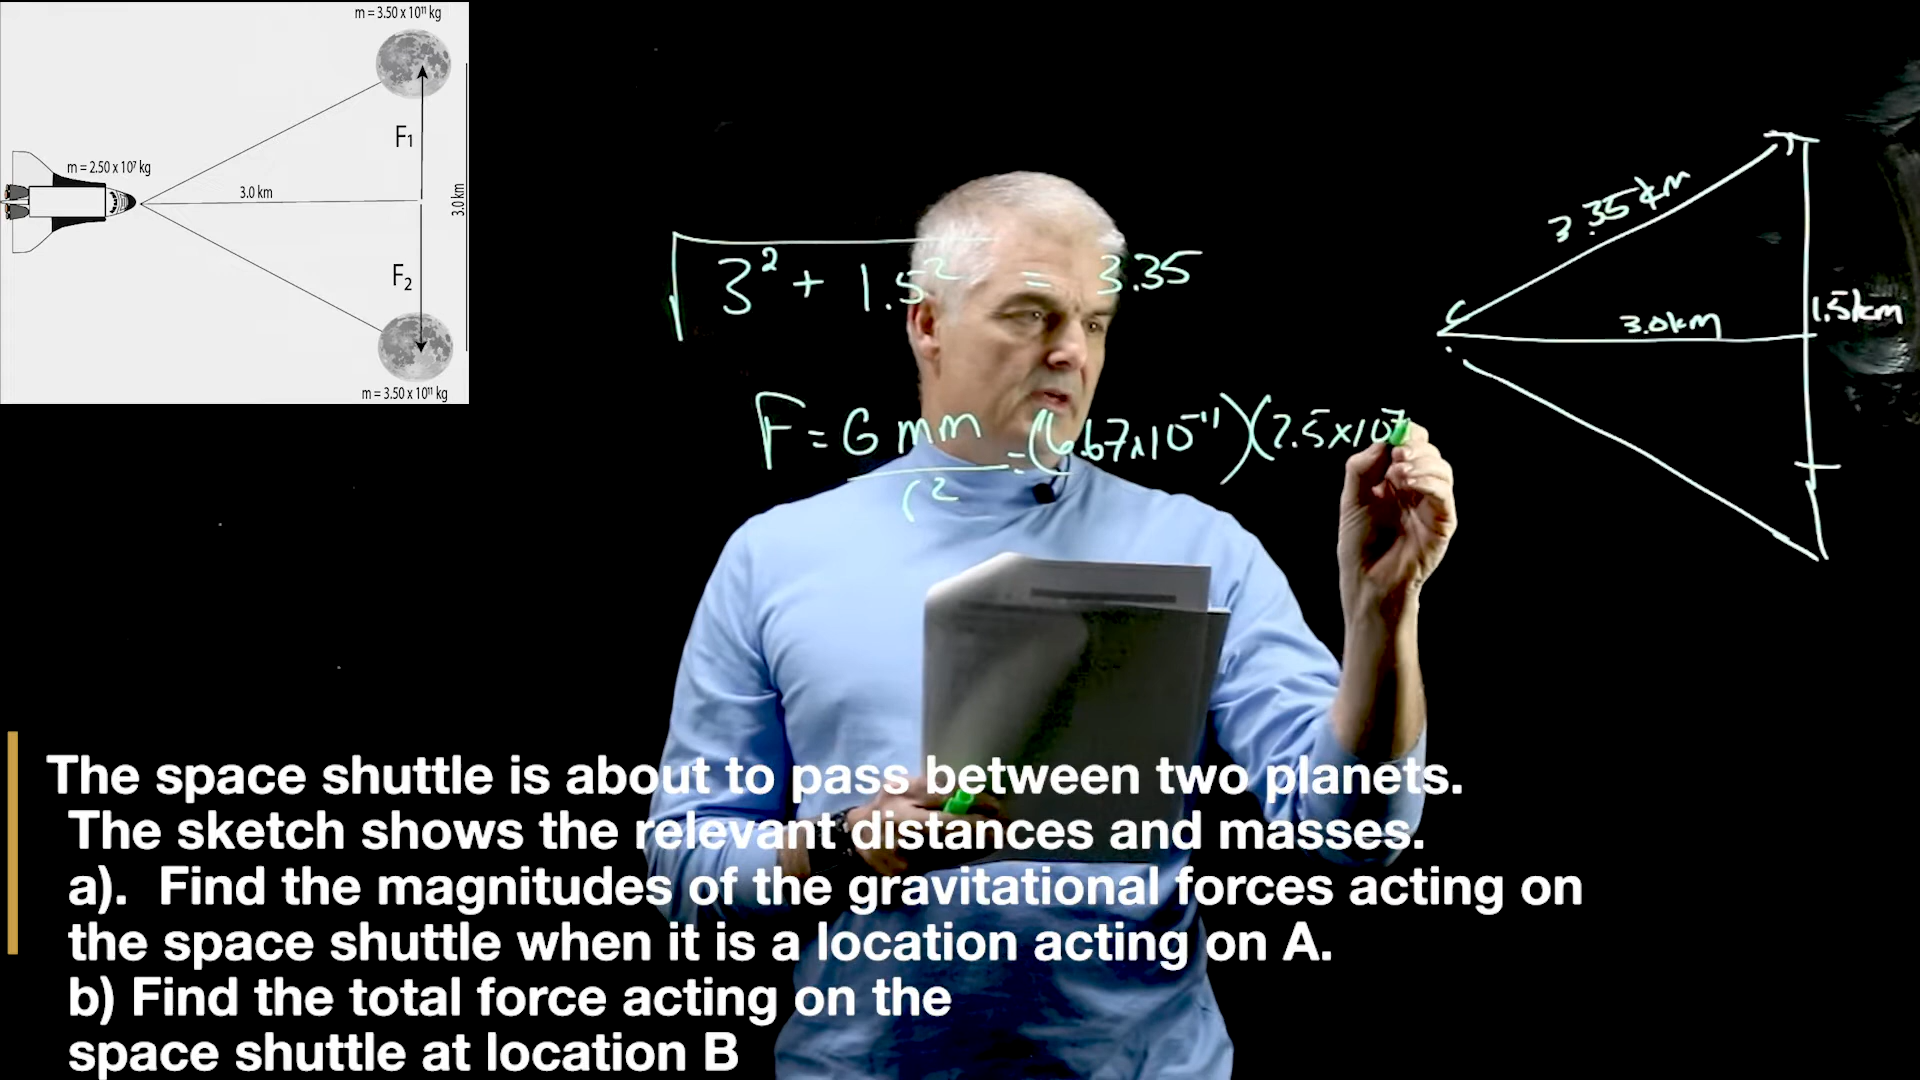 m = 3.50 x 10¹¹ kg
F₁
m = 2.50 x 10⁷ kg
3.0 km
3.0 km
F₂
m = 3.50 x 10¹¹ kg
√3² + 1.5² = 3.35
F = G m m / r² = (6.67x10⁻¹¹)(2.5x10⁷
3.35 km
3.0km
1.5km
The space shuttle is about to pass between two planets.
The sketch shows the relevant distances and masses.
a). Find the magnitudes of the gravitational forces acting on
the space shuttle when it is a location acting on A.
b) Find the total force acting on the
space shuttle at location B